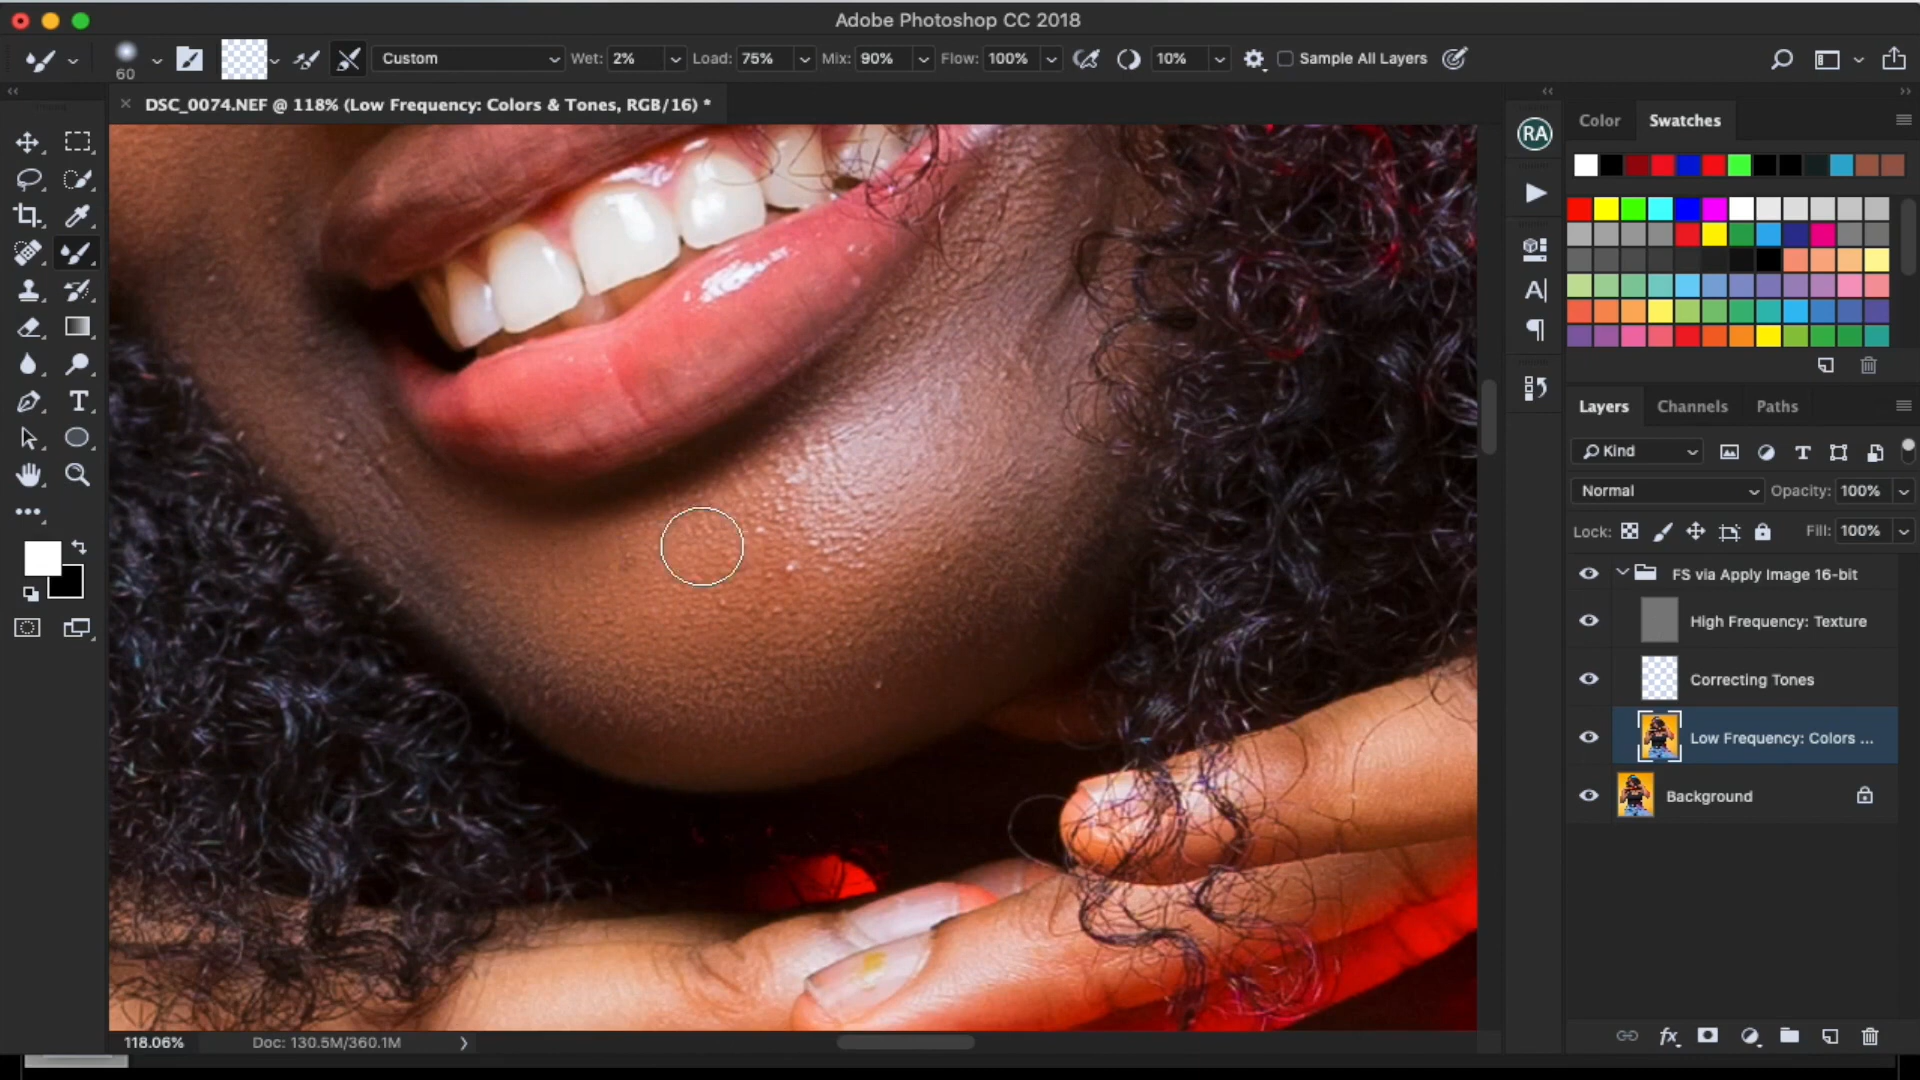 Adobe Photoshop CC 2018
60
Custom
Wet: 2%
Load: 75%
Mix: 90%
Flow: 100%
10%
Sample All Layers
DSC_0074.NEF @ 118% (Low Frequency: Colors & Tones, RGB/16) *
RA
Color
Swatches
Layers
Channels
Paths
Kind
Normal
Opacity: 100%
Lock:
Fill: 100%
FS via Apply Image 16-bit
High Frequency: Texture
Correcting Tones
Low Frequency: Colors ...
Background
118.06%
Doc: 130.5M/360.1M